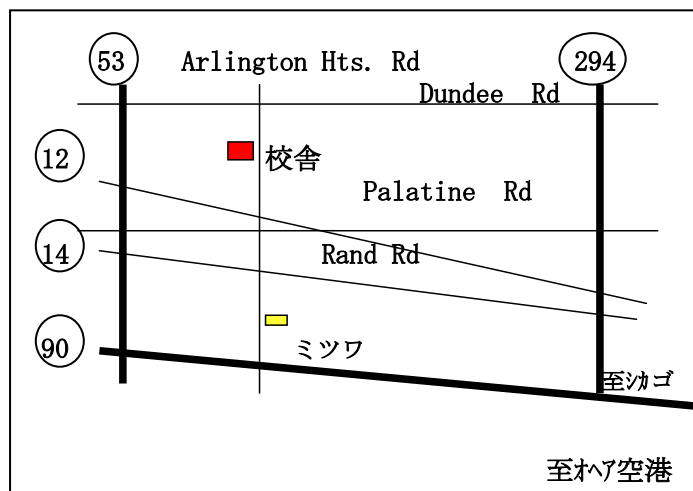 53
Arlington Hts. Rd
294
Dundee Rd
12
校舎
Palatine Rd
14
Rand Rd
90
ミツワ
至シカゴ
至オヘア空港